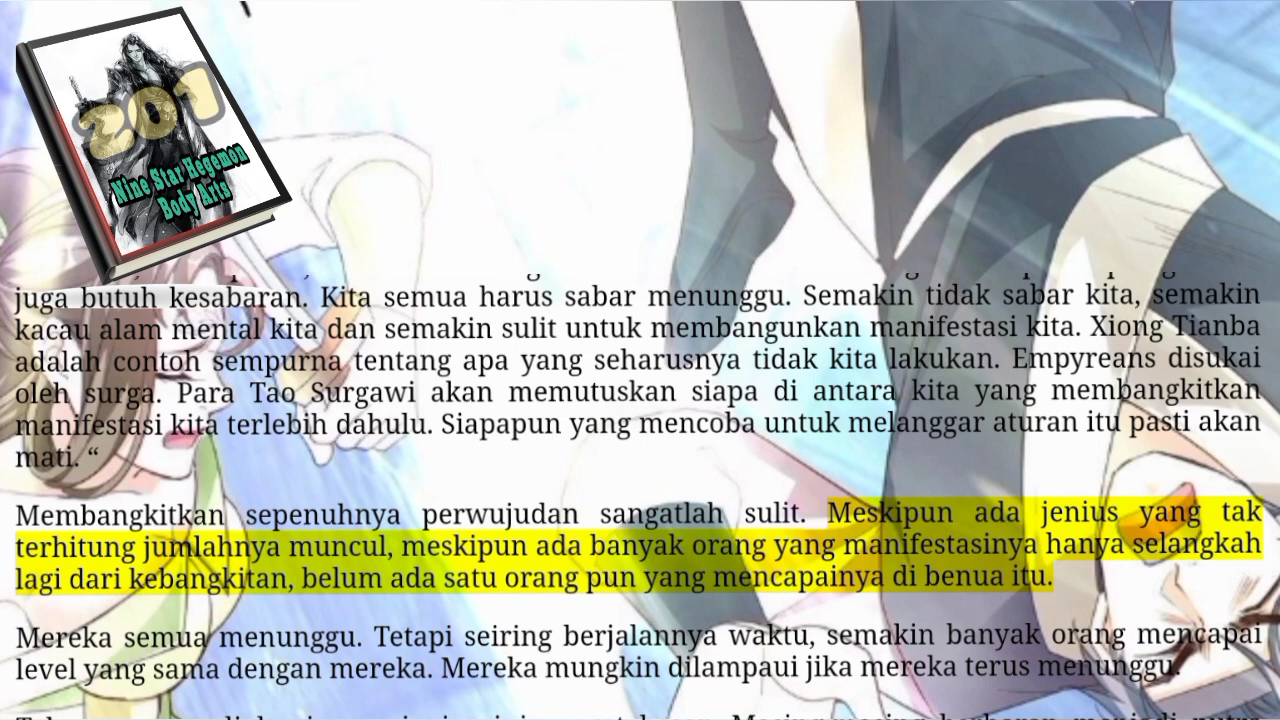 201
Nine Star Hegemon
Body Arts
juga butuh kesabaran. Kita semua harus sabar menunggu. Semakin tidak sabar kita, semakin
kacau alam mental kita dan semakin sulit untuk membangunkan manifestasi kita. Xiong Tianba
adalah contoh sempurna tentang apa yang seharusnya tidak kita lakukan. Empyreans disukai
oleh surga. Para Tao Surgawi akan memutuskan siapa di antara kita yang membangkitkan
manifestasi kita terlebih dahulu. Siapapun yang mencoba untuk melanggar aturan itu pasti akan
mati. “
Membangkitkan sepenuhnya perwujudan sangatlah sulit. Meskipun ada jenius yang tak
terhitung jumlahnya muncul, meskipun ada banyak orang yang manifestasinya hanya selangkah
lagi dari kebangkitan, belum ada satu orang pun yang mencapainya di benua itu.
Mereka semua menunggu. Tetapi seiring berjalannya waktu, semakin banyak orang mencapai
level yang sama dengan mereka. Mereka mungkin dilampaui jika mereka terus menunggu.